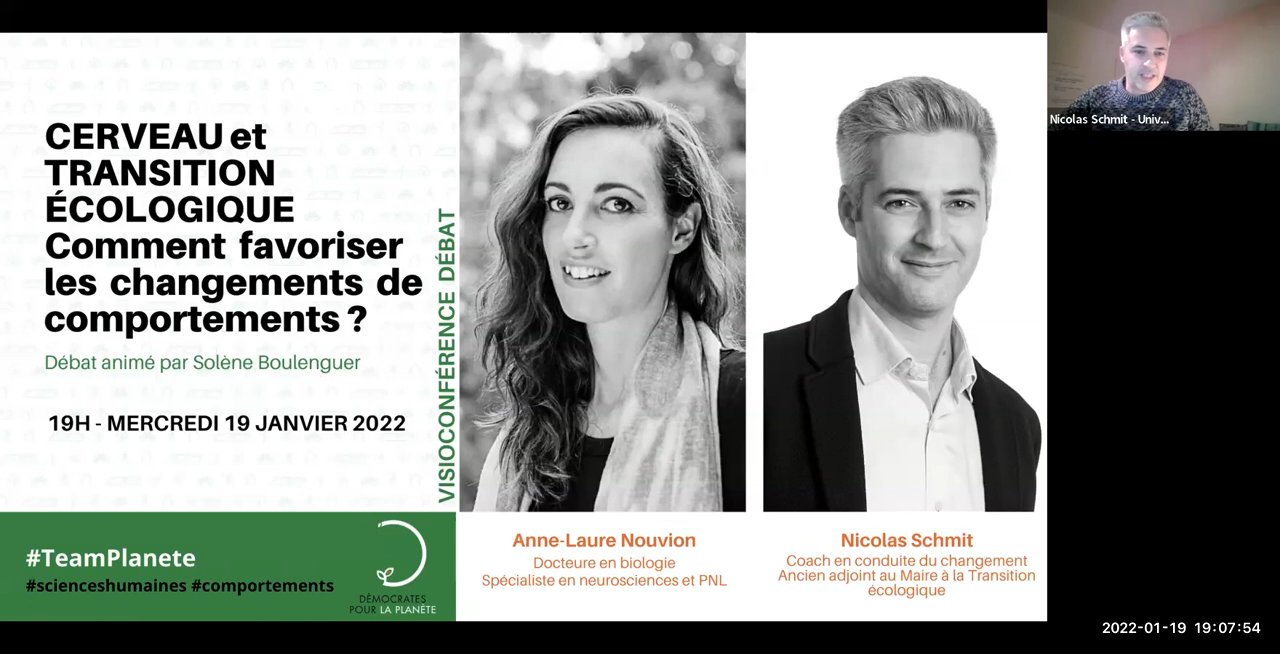 CERVEAU et
TRANSITION
ÉCOLOGIQUE
Comment favoriser
les changements de
comportements ?
Débat animé par Solène Boulenguer
19H - MERCREDI 19 JANVIER 2022
VISIOCONFÉRENCE DÉBAT
#TeamPlanete
#scienceshumaines #comportements
DÉMOCRATES
POUR LA PLANÈTE
Anne-Laure Nouvion
Docteure en biologie
Spécialiste en neurosciences et PNL
Nicolas Schmit
Coach en conduite du changement
Ancien adjoint au Maire à la Transition
écologique
Nicolas Schmit - Univ...
2022-01-19 19:07:54